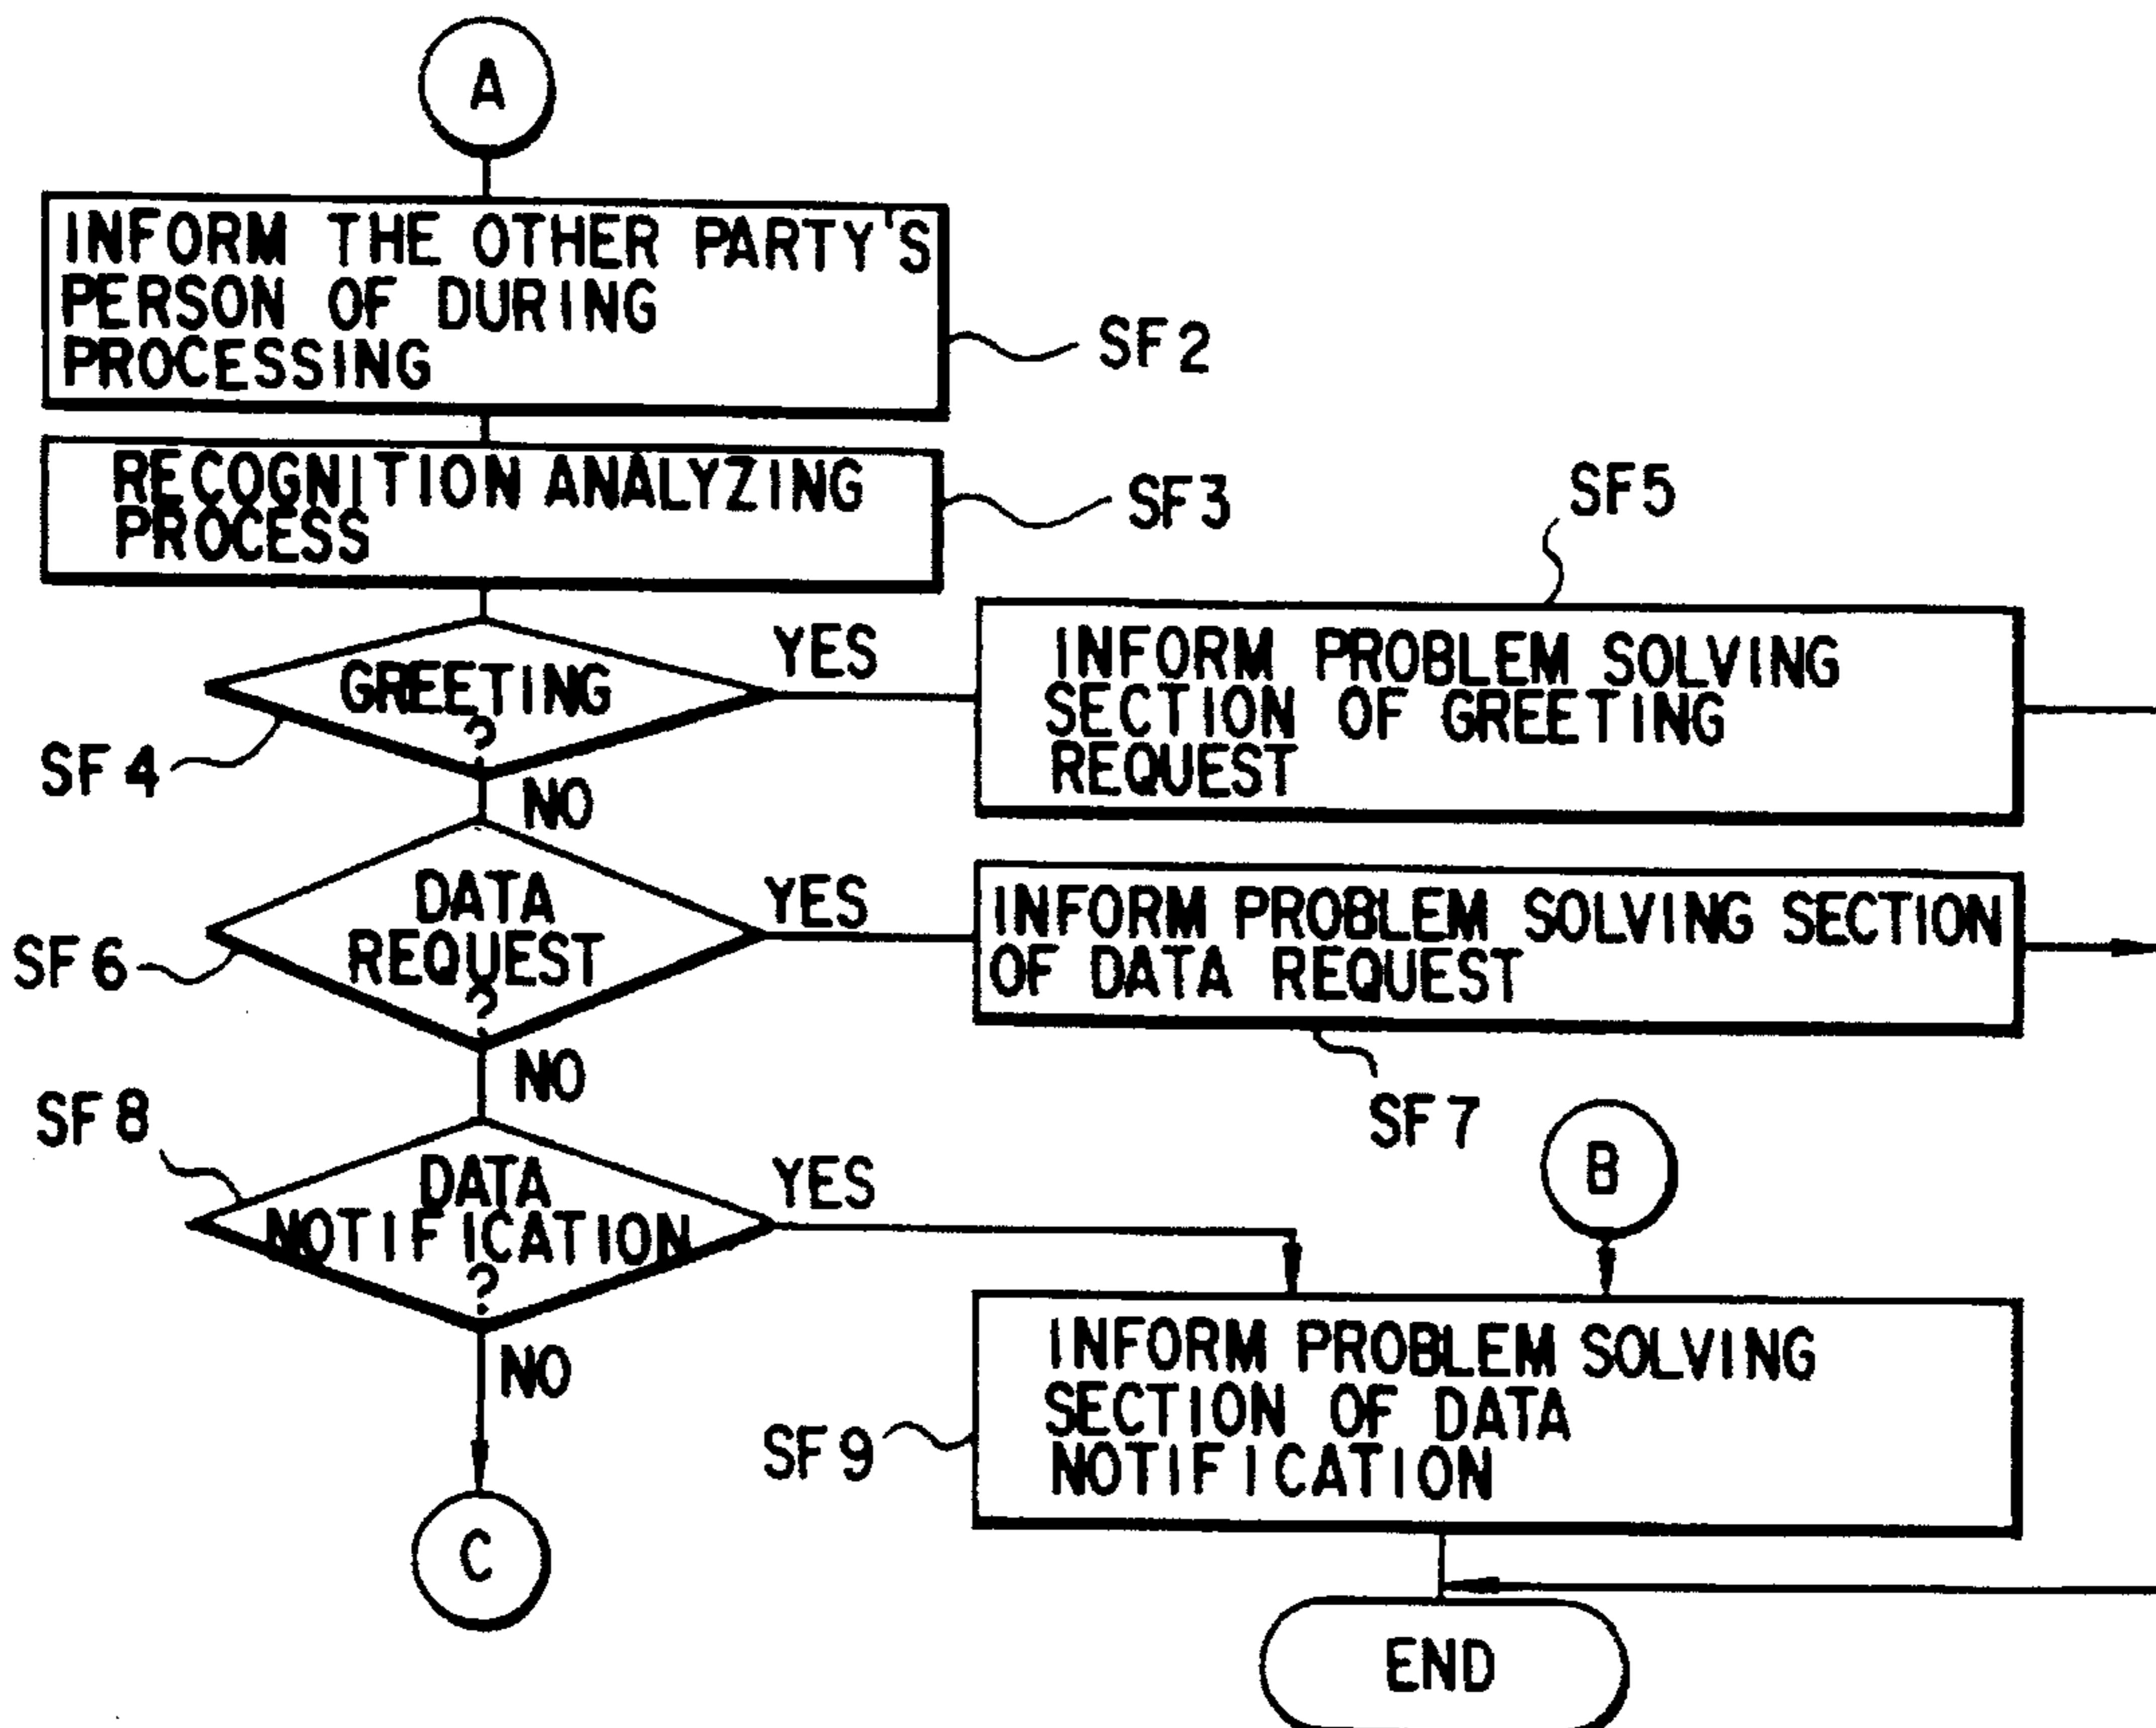 A
INFORM THE OTHER PARTY'S
PERSON OF DURING
PROCESSING
SF2
RECOGNITION ANALYZING
PROCESS
SF3
SF5
GREETING
?
YES
SF4
NO
INFORM PROBLEM SOLVING
SECTION OF GREETING
REQUEST
DATA
REQUEST
?
YES
SF6
NO
INFORM PROBLEM SOLVING SECTION
OF DATA REQUEST
SF7
SF8
DATA
NOTIFICATION
?
YES
NO
B
INFORM PROBLEM SOLVING
SECTION OF DATA
NOTIFICATION
SF9
C
END